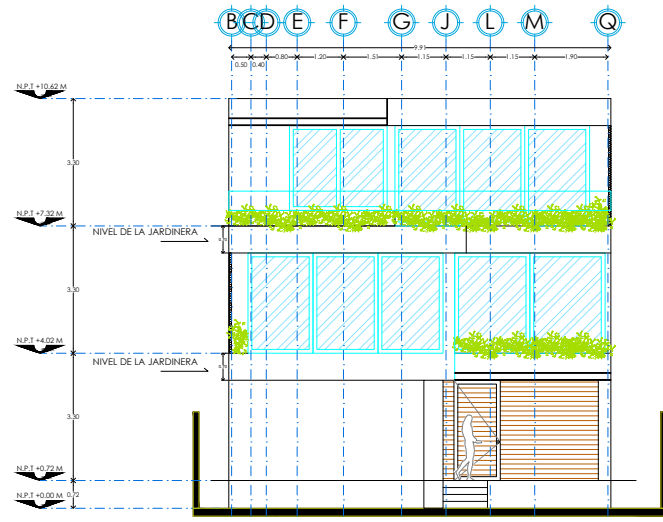 B C D E F G J L M Q
9.91
0.50 0.40 0.80 1.20 1.51 1.15 1.15 1.15 1.90
N.P.T +10.62 M
3.30
N.P.T +7.32 M
NIVEL DE LA JARDINERA
3.30
N.P.T +4.02 M
NIVEL DE LA JARDINERA
3.30
N.P.T +0.72 M
0.72
N.P.T +0.00 M